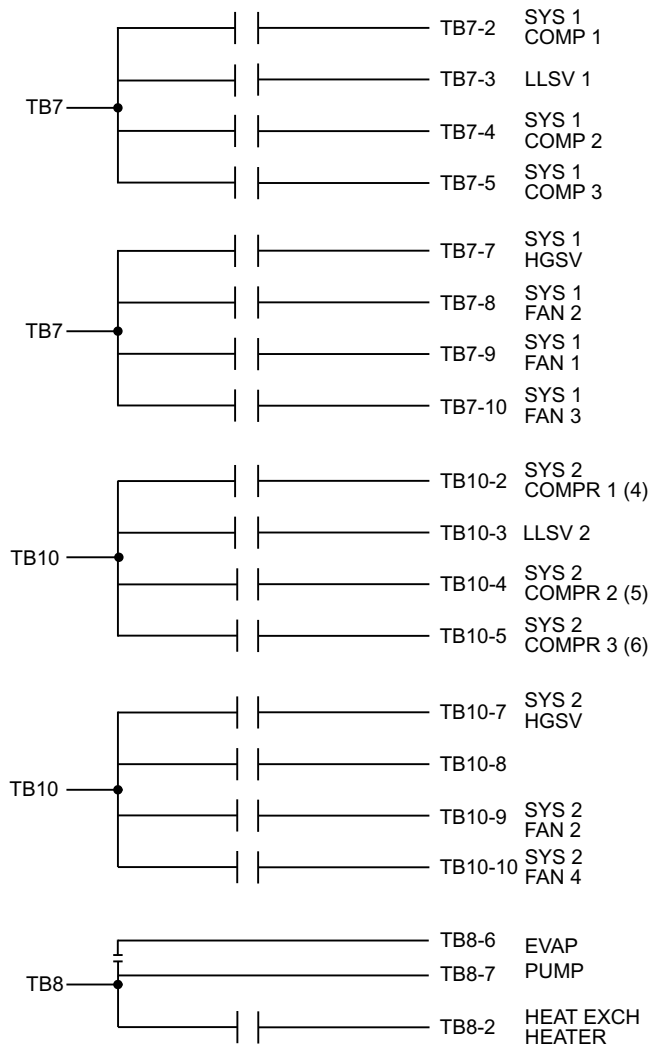 TB7
TB7-2 SYS 1
COMP 1
TB7-3 LLSV 1
TB7-4 SYS 1
COMP 2
TB7-5 SYS 1
COMP 3
TB7
TB7-7 SYS 1
HGSV
TB7-8 SYS 1
FAN 2
TB7-9 SYS 1
FAN 1
TB7-10 SYS 1
FAN 3
TB10
TB10-2 SYS 2
COMPR 1 (4)
TB10-3 LLSV 2
TB10-4 SYS 2
COMPR 2 (5)
TB10-5 SYS 2
COMPR 3 (6)
TB10
TB10-7 SYS 2
HGSV
TB10-8
TB10-9 SYS 2
FAN 2
TB10-10 SYS 2
FAN 4
TB8
TB8-6 EVAP
TB8-7 PUMP
TB8-2 HEAT EXCH
HEATER